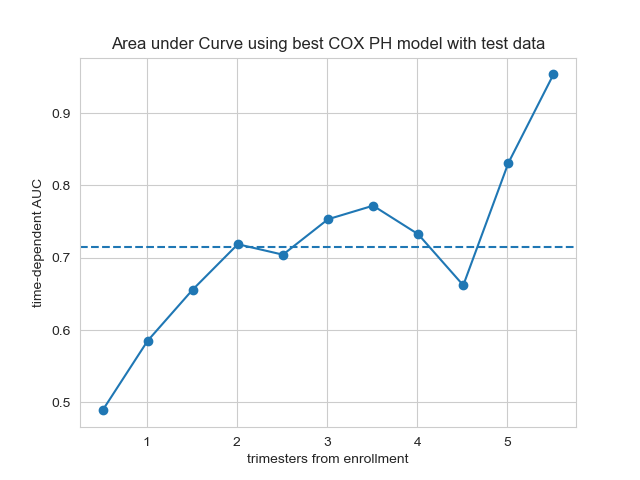 Area under Curve using best COX PH model with test data
time-dependent AUC
0.9
0.8
0.7
0.6
0.5
1 2 3 4 5
trimesters from enrollment